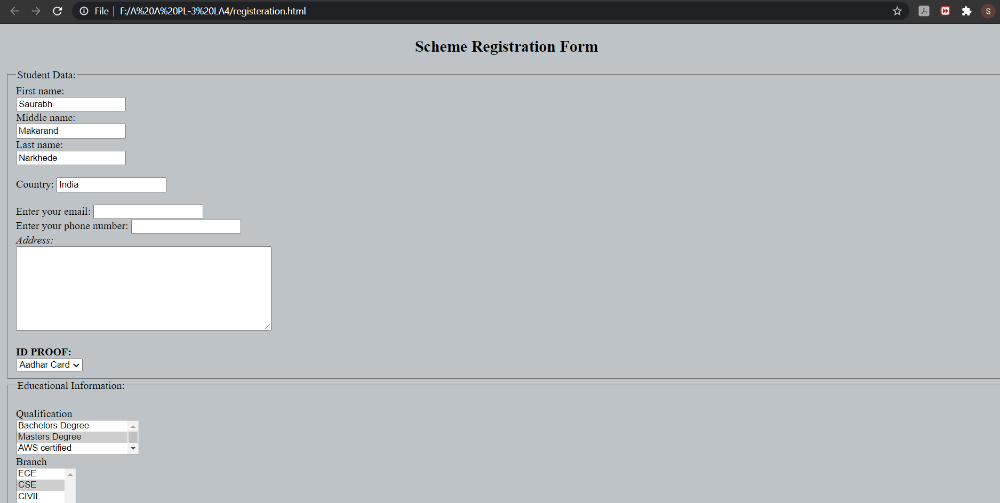 File F:/A%20A%20PL-3%20LA4/registeration.html S
Scheme Registration Form
Student Data:
First name:
Saurabh
Middle name:
Makarand
Last name:
Narkhede
Country: India
Enter your email:
Enter your phone number:
Address:
ID PROOF:
Aadhar Card
Educational Information:
Qualification
Bachelors Degree
Masters Degree
AWS certified
Branch
ECE
CSE
CIVIL